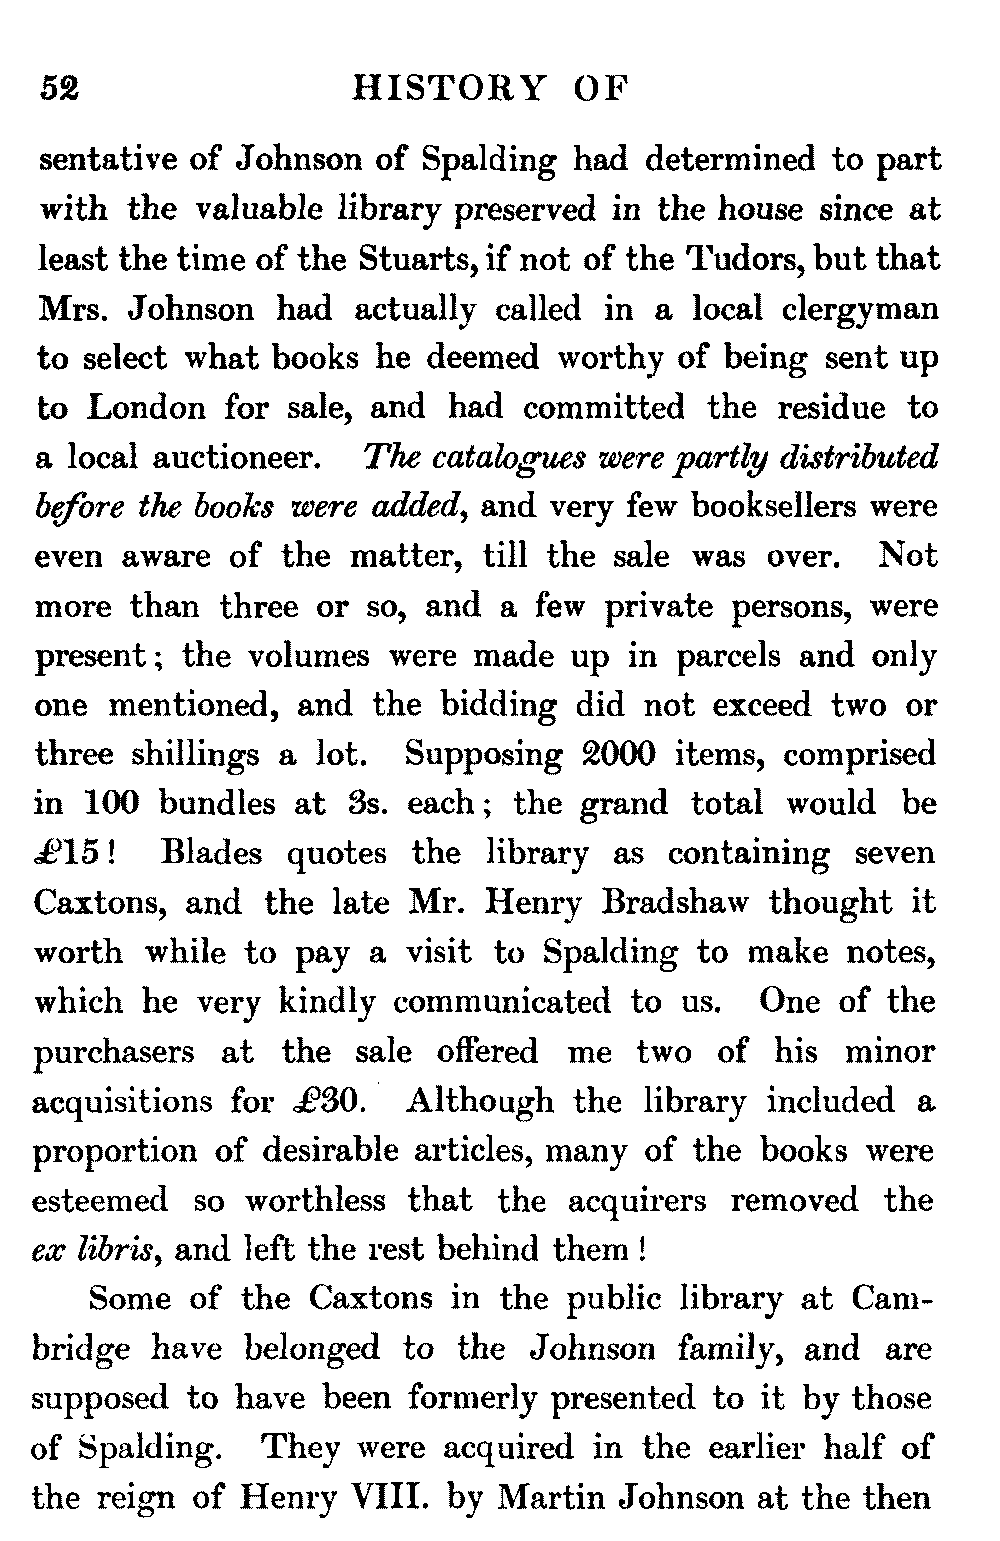 52 HISTORY OF
sentative of Johnson of Spalding had determined to part
with the valuable library preserved in the house since at
least the time of the Stuarts, if not of the Tudors, but that
Mrs. Johnson had actually called in a local clergyman
to select what books he deemed worthy of being sent up
to London for sale, and had committed the residue to
a local auctioneer. The catalogues were partly distributed
before the books were added, and very few booksellers were
even aware of the matter, till the sale was over. Not
more than three or so, and a few private persons, were
present; the volumes were made up in parcels and only
one mentioned, and the bidding did not exceed two or
three shillings a lot. Supposing 2000 items, comprised
in 100 bundles at 3s. each; the grand total would be
£15! Blades quotes the library as containing seven
Caxtons, and the late Mr. Henry Bradshaw thought it
worth while to pay a visit to Spalding to make notes,
which he very kindly communicated to us. One of the
purchasers at the sale offered me two of his minor
acquisitions for £30. Although the library included a
proportion of desirable articles, many of the books were
esteemed so worthless that the acquirers removed the
ex libris, and left the rest behind them!
Some of the Caxtons in the public library at Cam-
bridge have belonged to the Johnson family, and are
supposed to have been formerly presented to it by those
of Spalding. They were acquired in the earlier half of
the reign of Henry VIII. by Martin Johnson at the then